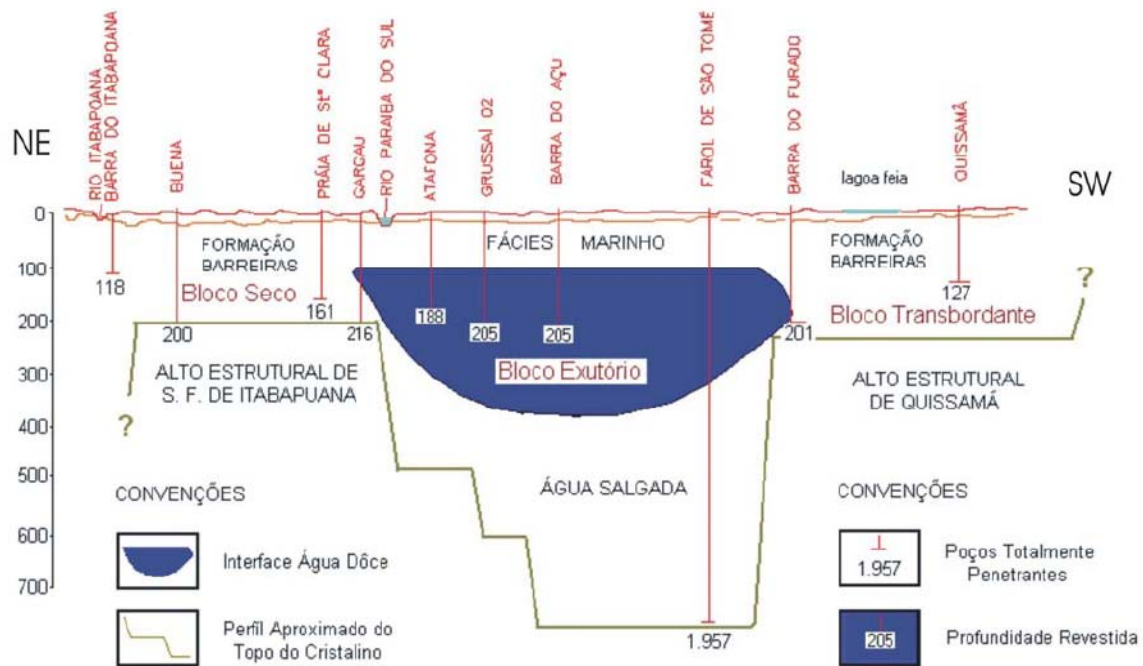 NE
RIO ITABAPOANA
BARRA DO ITABAPOANA
BUENA
PRÁIA DE Stª CLARA
GARGAU
RIO PARAIBA DO SUL
ATAFONA
GRUSSAÍ 02
BARRA DO AÇU
FAROL DE SÃO TOMÉ
BARRA DO FURADO
lagoa feia
QUISSAMÃ
SW
0
100
200
300
400
500
600
700
FORMAÇÃO
BARREIRAS
FÁCIES MARINHO
FORMAÇÃO
BARREIRAS
118
Bloco Seco
161
200
216
188
205
205
201
127
Bloco Transbordante
?
Bloco Exutório
ALTO ESTRUTURAL DE
S. F. DE ITABAPUANA
?
ALTO ESTRUTURAL
DE QUISSAMÃ
ÁGUA SALGADA
1.957
CONVENÇÕES
Interface Água Dôce
Perfíl Aproximado do
Topo do Cristalino
CONVENÇÕES
1.957
Poços Totalmente
Penetrantes
205
Profundidade Revestida